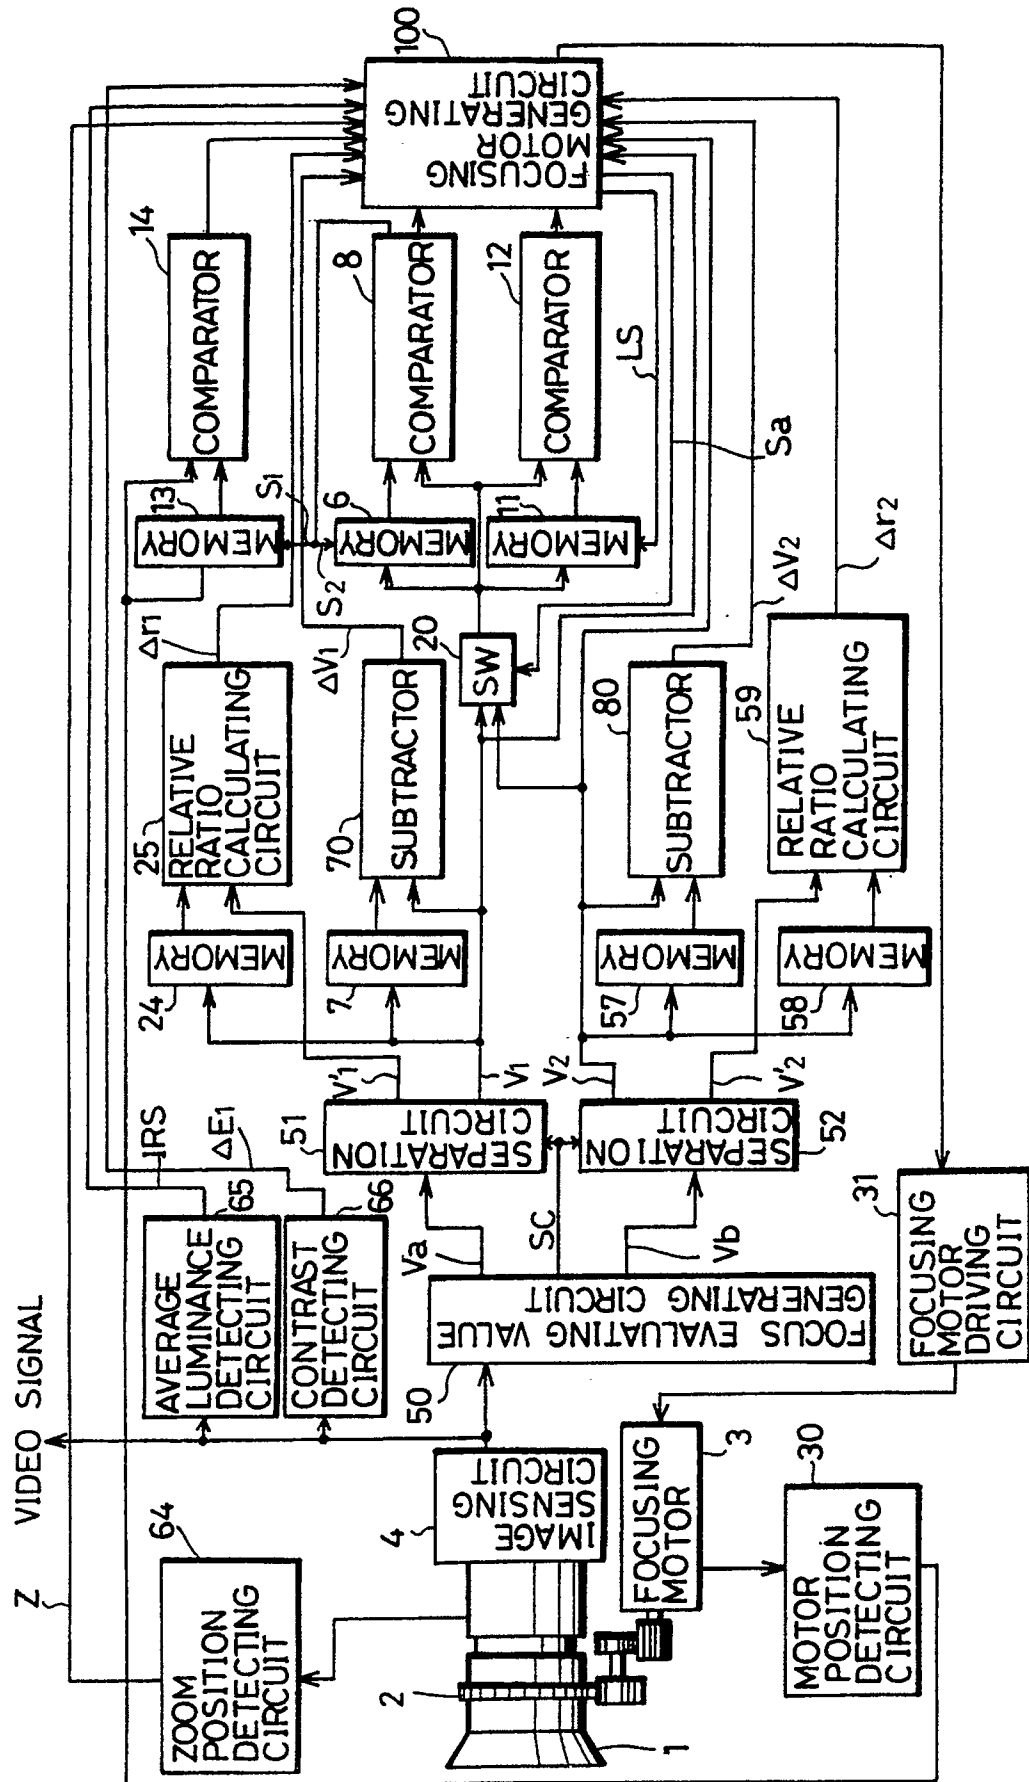 Z
VIDEO SIGNAL
64
ZOOM
POSITION
DETECTING
CIRCUIT
AVERAGE
LUMINANCE
DETECTING
CIRCUIT
65
IRS
CONTRAST
DETECTING
CIRCUIT
66
ΔE1
2
1
4
IMAGE
SENSING
CIRCUIT
FOCUSING
MOTOR
3
MOTOR
POSITION
DETECTING
CIRCUIT
30
FOCUSING
MOTOR
DRIVING
CIRCUIT
31
50
FOCUS EVALUATING VALUE
GENERATING CIRCUIT
Va
SC
Vb
51
SEPARATION
CIRCUIT
SEPARATION
CIRCUIT
52
V'1
V1
V2
V'2
24
MEMORY
25
RELATIVE
RATIO
CALCULATING
CIRCUIT
Δr1
7
MEMORY
70
SUBTRACTOR
ΔV1
20
SW
57
MEMORY
80
SUBTRACTOR
ΔV2
58
MEMORY
59
RELATIVE
RATIO
CALCULATING
CIRCUIT
Δr2
13
MEMORY
14
COMPARATOR
S1
S2
6
MEMORY
8
COMPARATOR
11
MEMORY
12
COMPARATOR
LS
Sa
100
FOCUSING
MOTOR
GENERATING
CIRCUIT